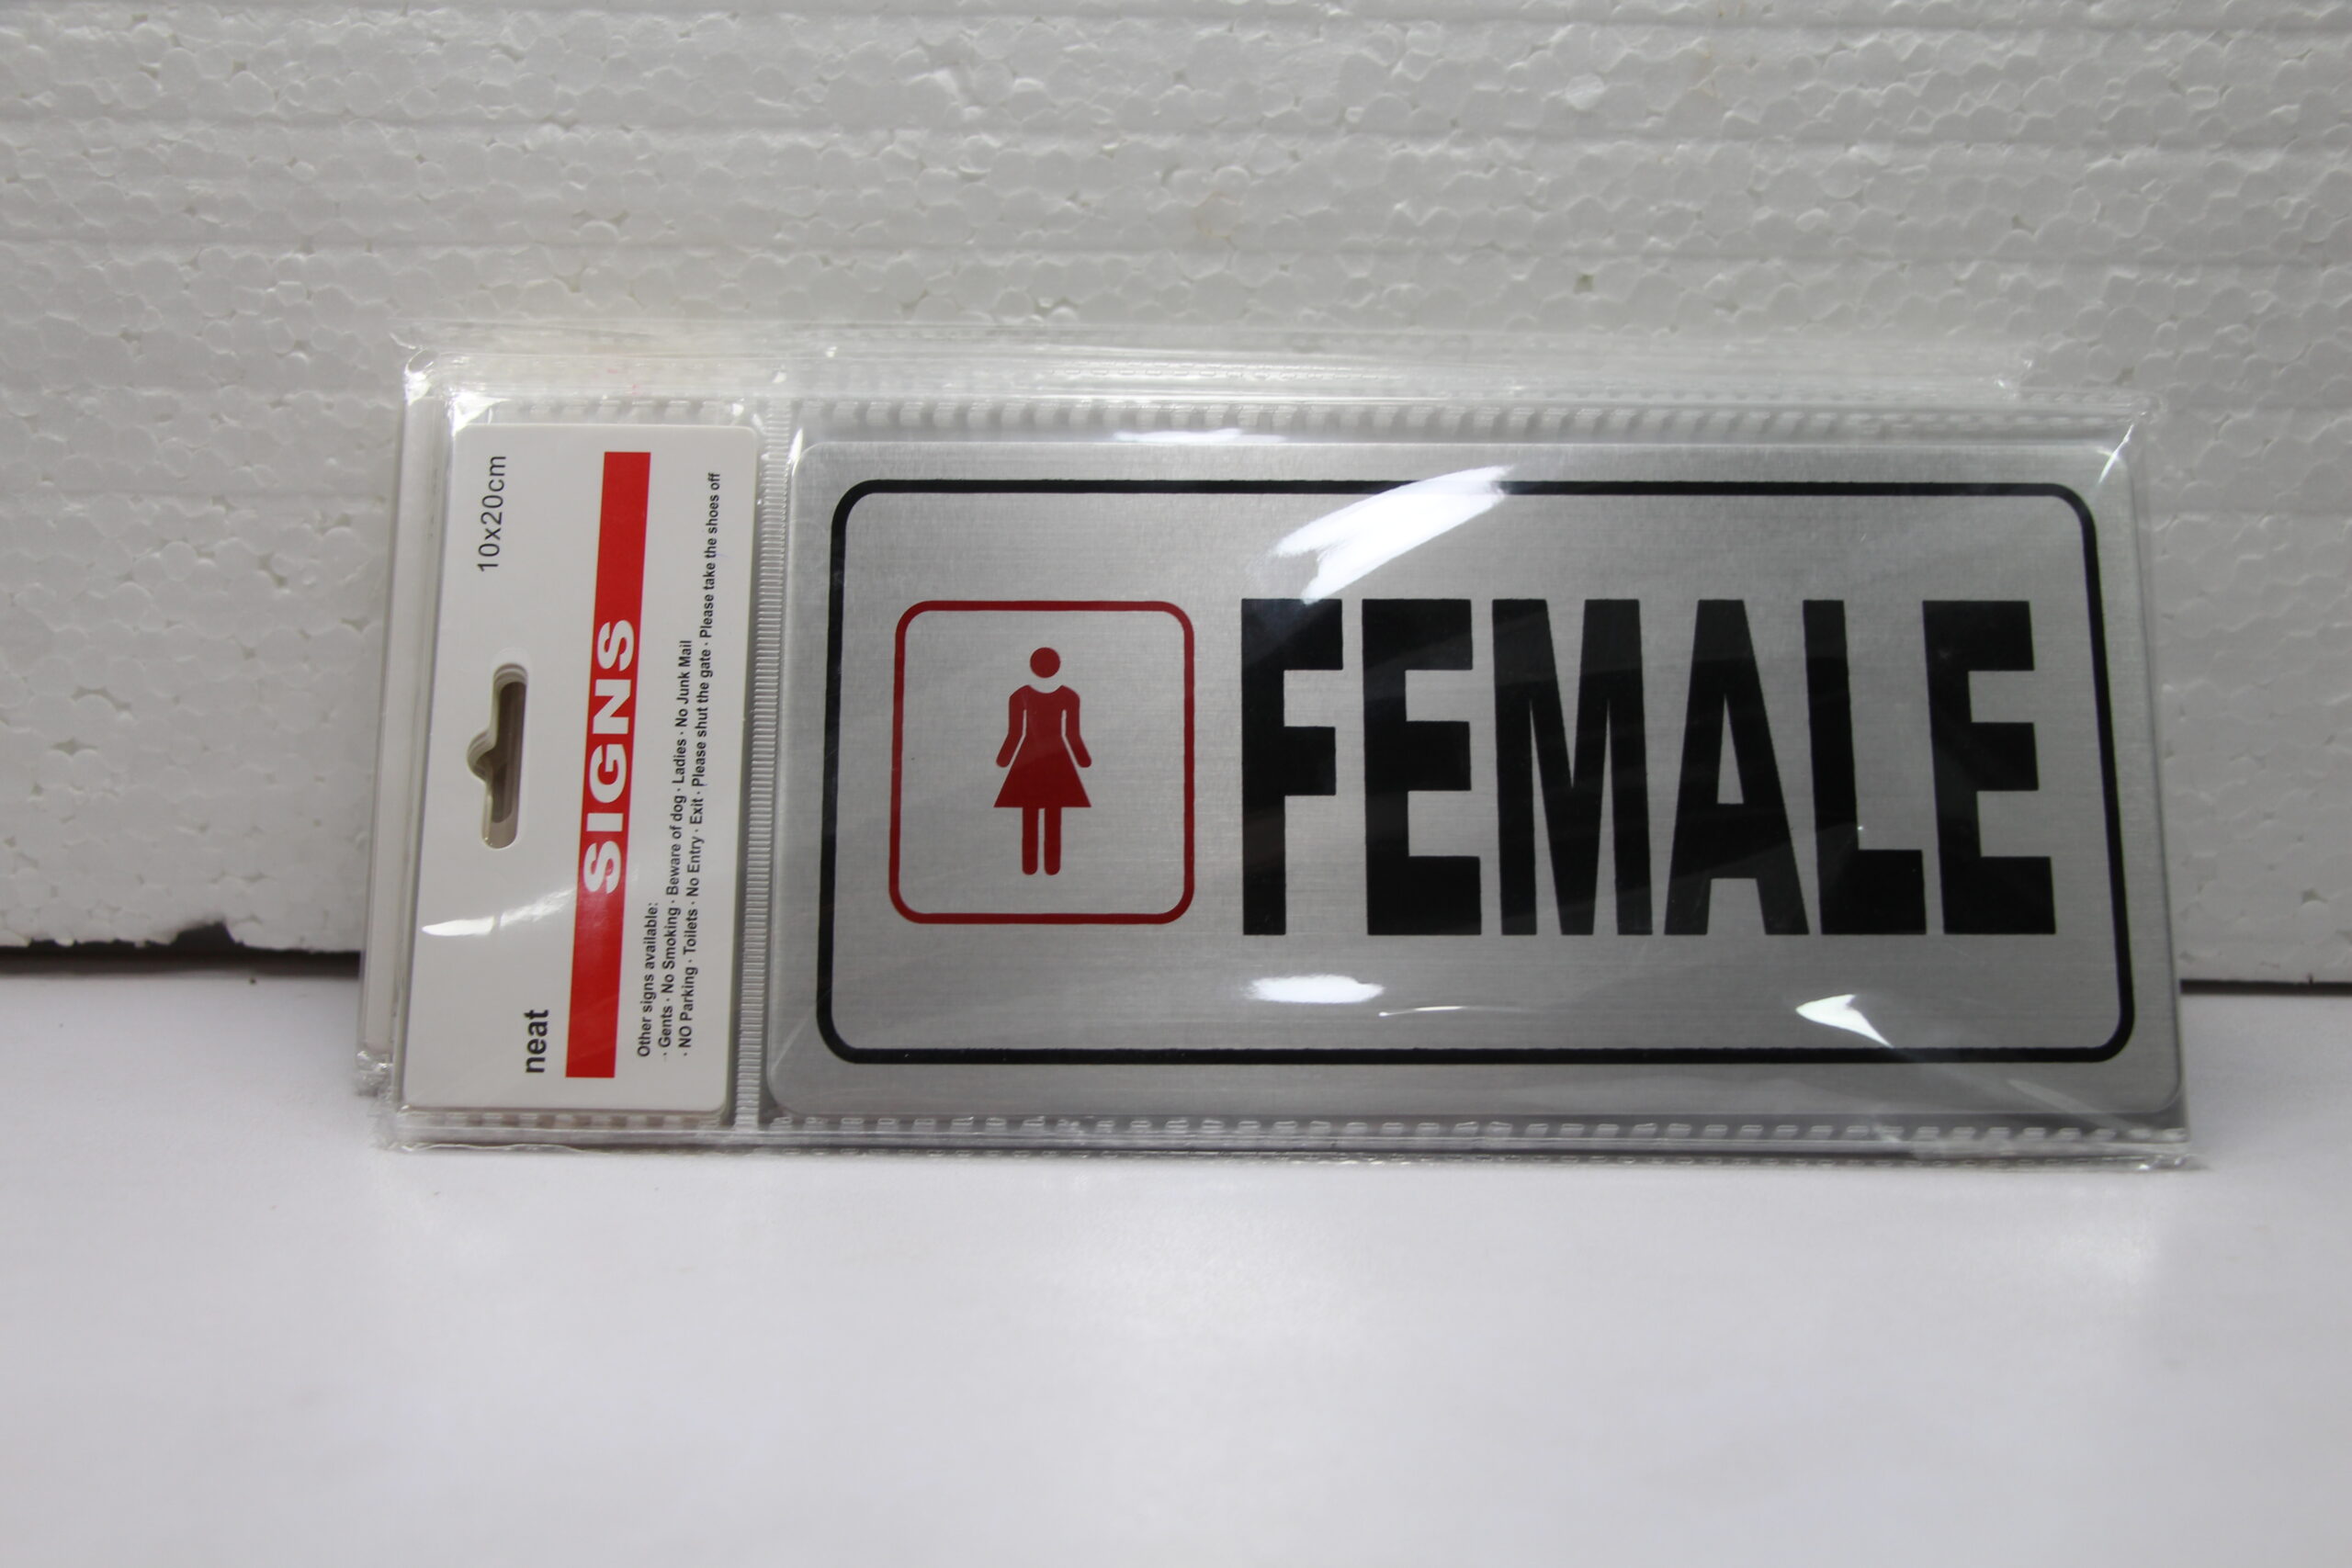 neat
10x20cm
SIGNS
Other signs available:
· Gents · No Smoking · Beware of dog · Ladies · No Junk Mail
· NO Parking · Toilets · No Entry · Exit · Please shut the gate · Please take the shoes off
FEMALE